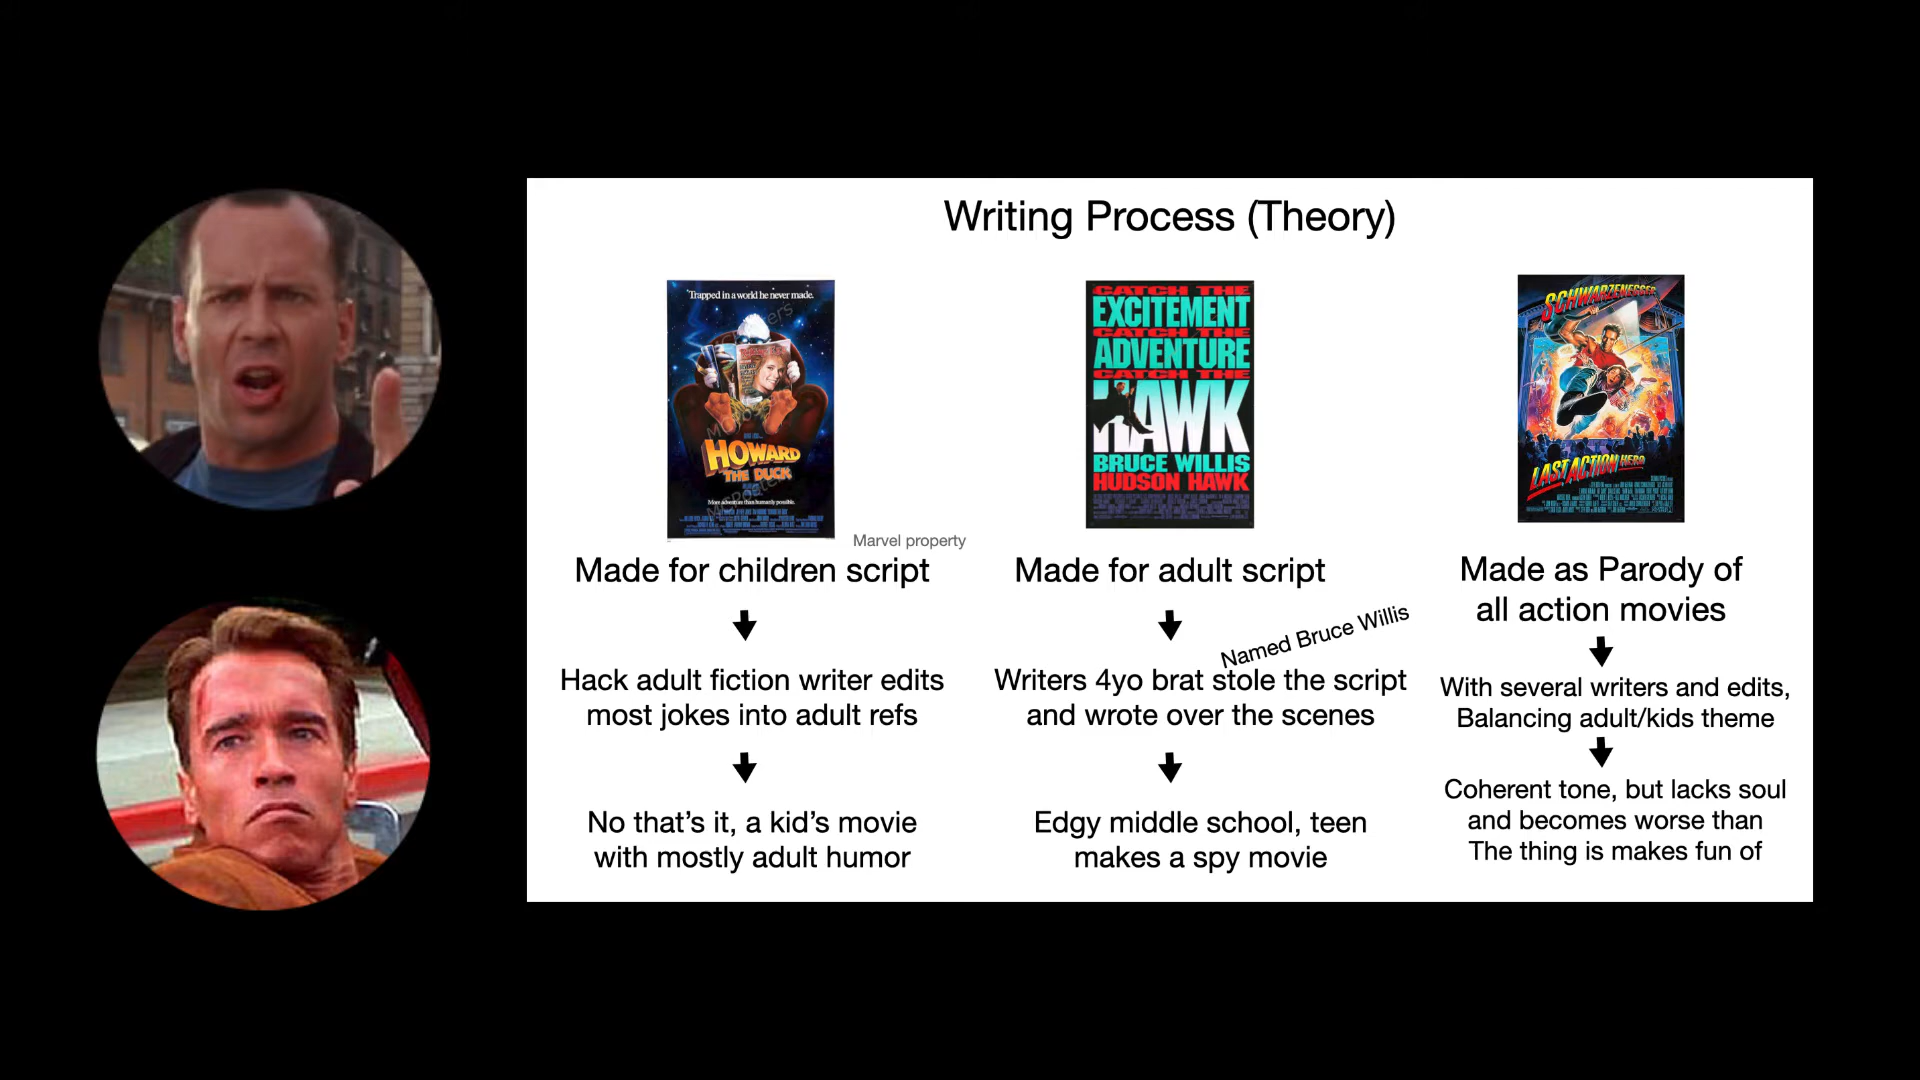 Writing Process (Theory)
'Trapped in a world he never made.
HOWARD
THE DUCK
More adventure than humanly possible.
Marvel property
Made for children script
Hack adult fiction writer edits
most jokes into adult refs
No that's it, a kid's movie
with mostly adult humor
CATCH THE
EXCITEMENT
CATCH THE
ADVENTURE
CATCH THE
HAWK
BRUCE WILLIS
HUDSON HAWK
Made for adult script
Named Bruce Willis
Writers 4yo brat stole the script
and wrote over the scenes
Edgy middle school, teen
makes a spy movie
SCHWARZENEGGER
LAST ACTION HERO
Made as Parody of
all action movies
With several writers and edits,
Balancing adult/kids theme
Coherent tone, but lacks soul
and becomes worse than
The thing is makes fun of